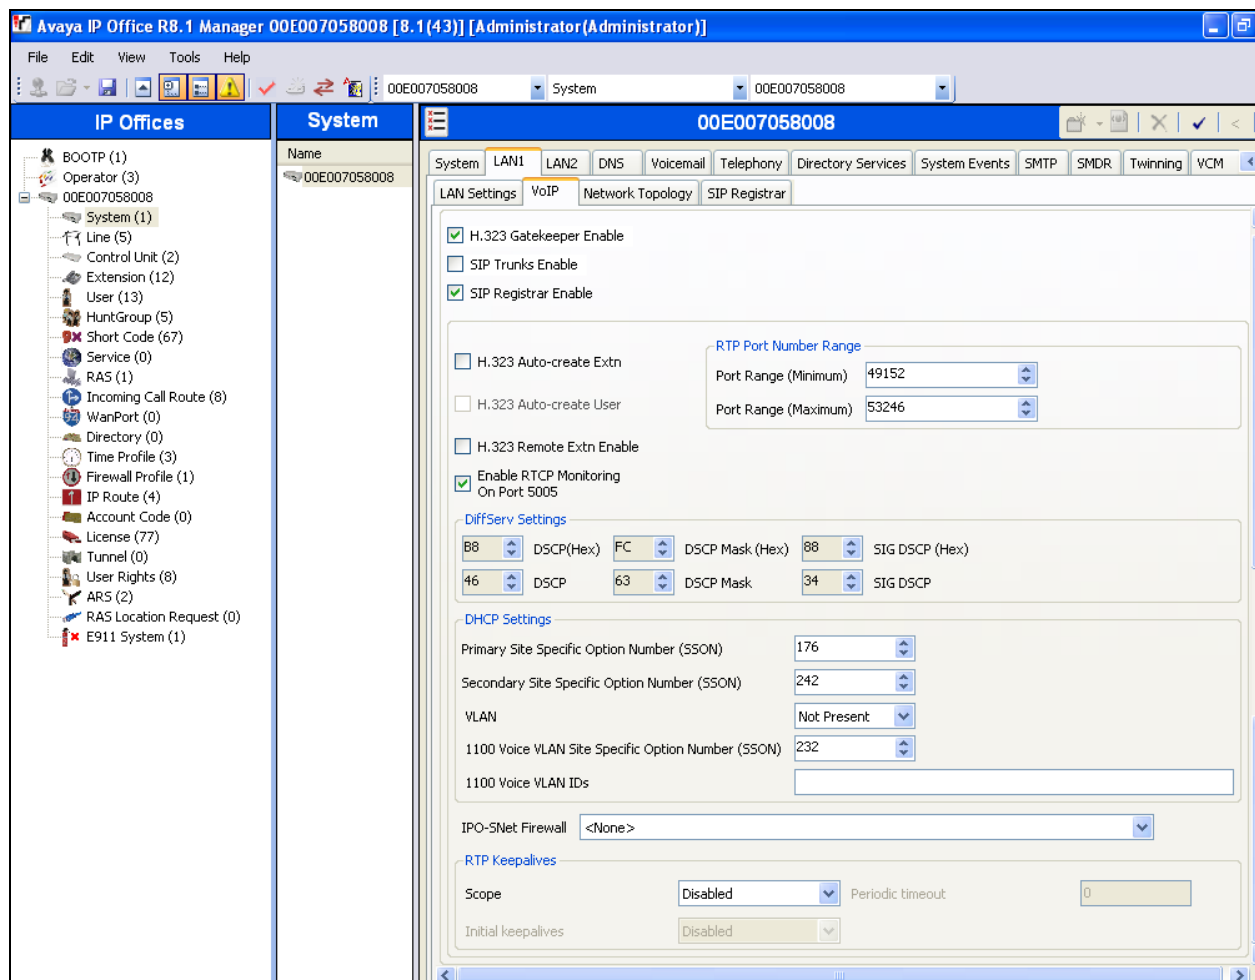 Avaya IP Office R8.1 Manager 00E007058008 [8.1(43)] [Administrator(Administrator)]
File Edit View Tools Help
00E007058008 System 00E007058008
IP Offices
BOOTP (1)
Operator (3)
00E007058008
System (1)
Line (5)
Control Unit (2)
Extension (12)
User (13)
HuntGroup (5)
Short Code (67)
Service (0)
RAS (1)
Incoming Call Route (8)
WanPort (0)
Directory (0)
Time Profile (3)
Firewall Profile (1)
IP Route (4)
Account Code (0)
License (77)
Tunnel (0)
User Rights (8)
ARS (2)
RAS Location Request (0)
E911 System (1)
System
Name
00E007058008
00E007058008
System LAN1 LAN2 DNS Voicemail Telephony Directory Services System Events SMTP SMDR Twinning VCM
LAN Settings VoIP Network Topology SIP Registrar
H.323 Gatekeeper Enable
SIP Trunks Enable
SIP Registrar Enable
H.323 Auto-create Extn
H.323 Auto-create User
H.323 Remote Extn Enable
Enable RTCP Monitoring
On Port 5005
RTP Port Number Range
Port Range (Minimum) 49152
Port Range (Maximum) 53246
DiffServ Settings
B8 DSCP(Hex) FC DSCP Mask (Hex) 88 SIG DSCP (Hex)
46 DSCP 63 DSCP Mask 34 SIG DSCP
DHCP Settings
Primary Site Specific Option Number (SSON) 176
Secondary Site Specific Option Number (SSON) 242
VLAN Not Present
1100 Voice VLAN Site Specific Option Number (SSON) 232
1100 Voice VLAN IDs
IPO-SNet Firewall <None>
RTP Keepalives
Scope Disabled Periodic timeout 0
Initial keepalives Disabled